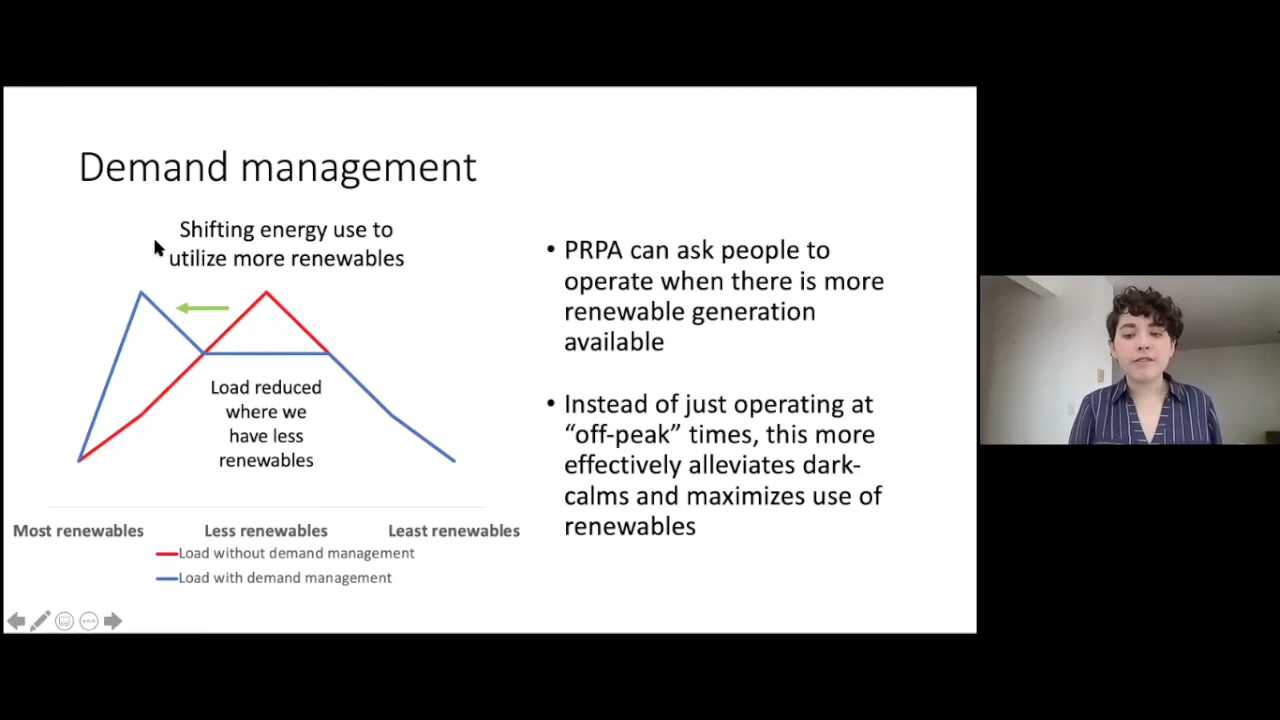 Demand management
Shifting energy use to
utilize more renewables
Load reduced
where we
have less
renewables
Most renewables
Less renewables
Least renewables
Load without demand management
Load with demand management
• PRPA can ask people to
operate when there is more
renewable generation
available
• Instead of just operating at
“off-peak” times, this more
effectively alleviates dark-
calms and maximizes use of
renewables